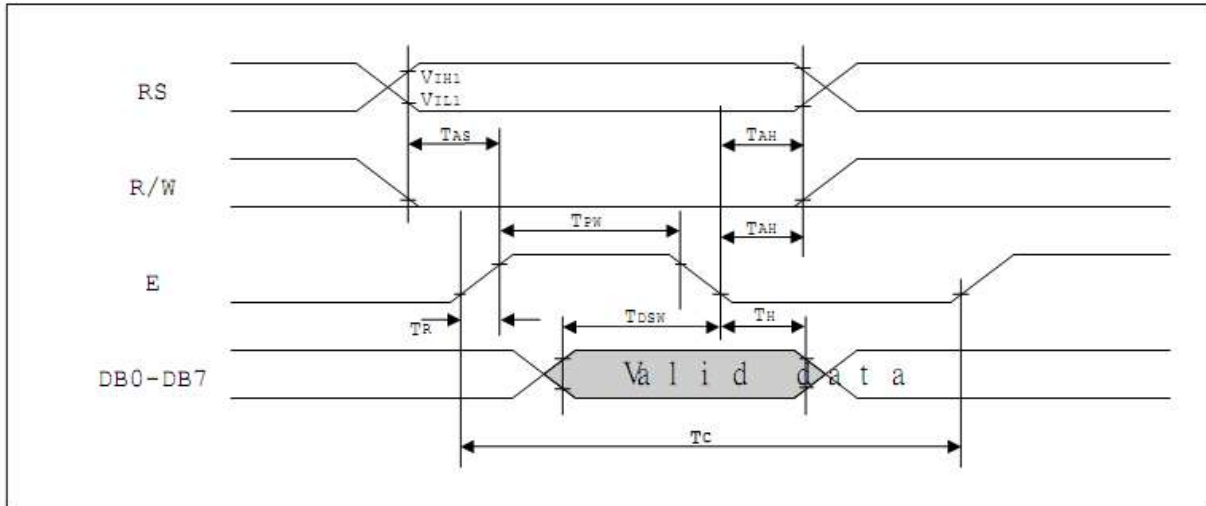 RS
VIH1
VIL1
TAS
TAH
R/W
TPW
TAH
E
TR
TDSW
TH
DB0-DB7
Valid data
TC